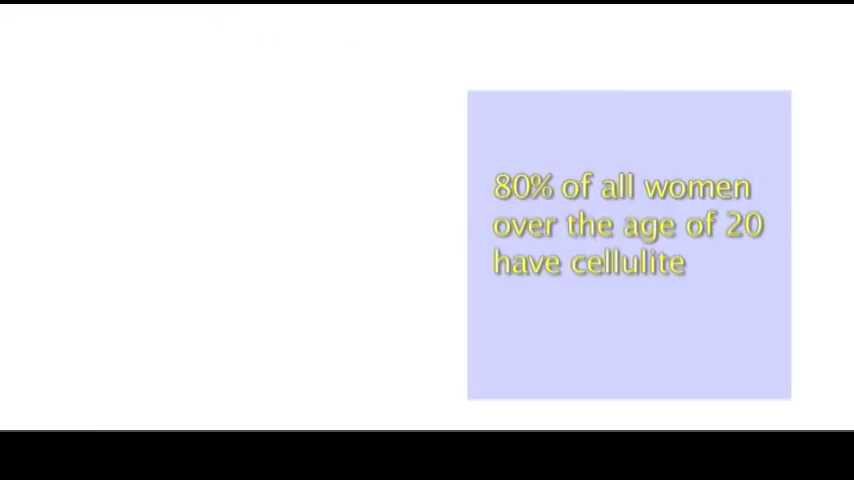 80% of all women
over the age of 20
have cellulite